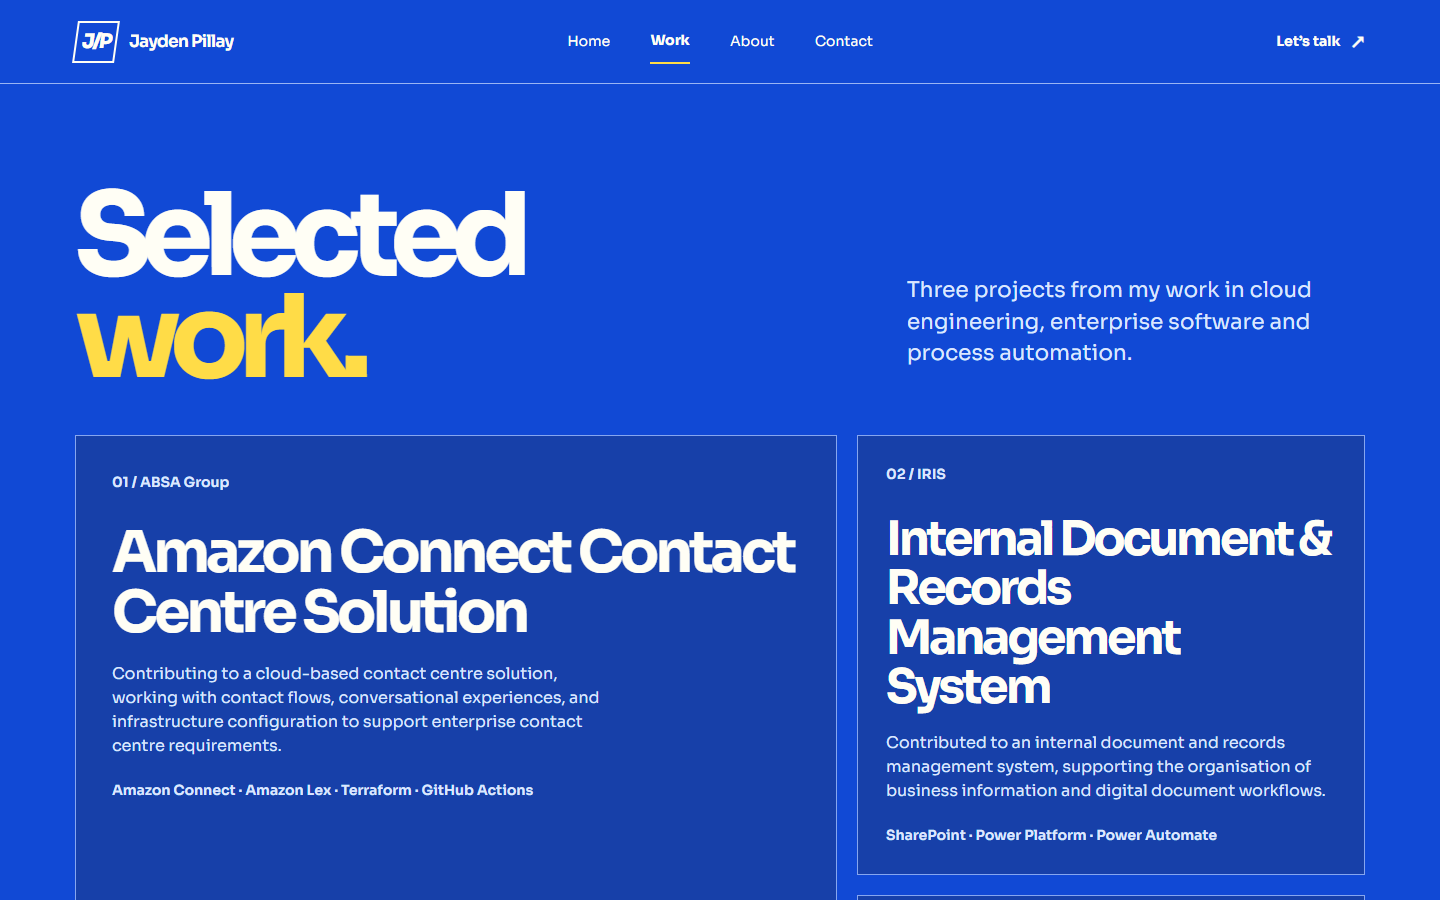 J/P
Jayden Pillay
Home
Work
About
Contact
Let's talk ↗
Selected
work.
Three projects from my work in cloud
engineering, enterprise software and
process automation.
01 / ABSA Group
Amazon Connect Contact
Centre Solution
Contributing to a cloud-based contact centre solution,
working with contact flows, conversational experiences, and
infrastructure configuration to support enterprise contact
centre requirements.
Amazon Connect · Amazon Lex · Terraform · GitHub Actions
02 / IRIS
Internal Document &
Records
Management
System
Contributed to an internal document and records
management system, supporting the organisation of
business information and digital document workflows.
SharePoint · Power Platform · Power Automate